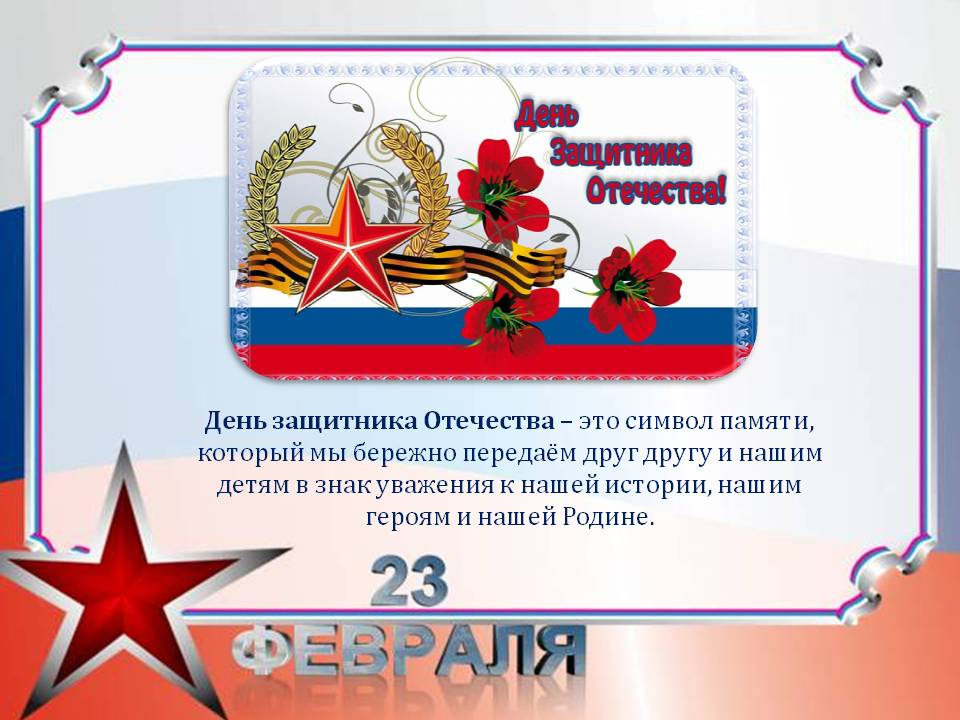 День
Защитника
Отечества!
День защитника Отечества – это символ памяти,
который мы бережно передаём друг другу и нашим
детям в знак уважения к нашей истории, нашим
героям и нашей Родине.
23
ФЕВРАЛЯ